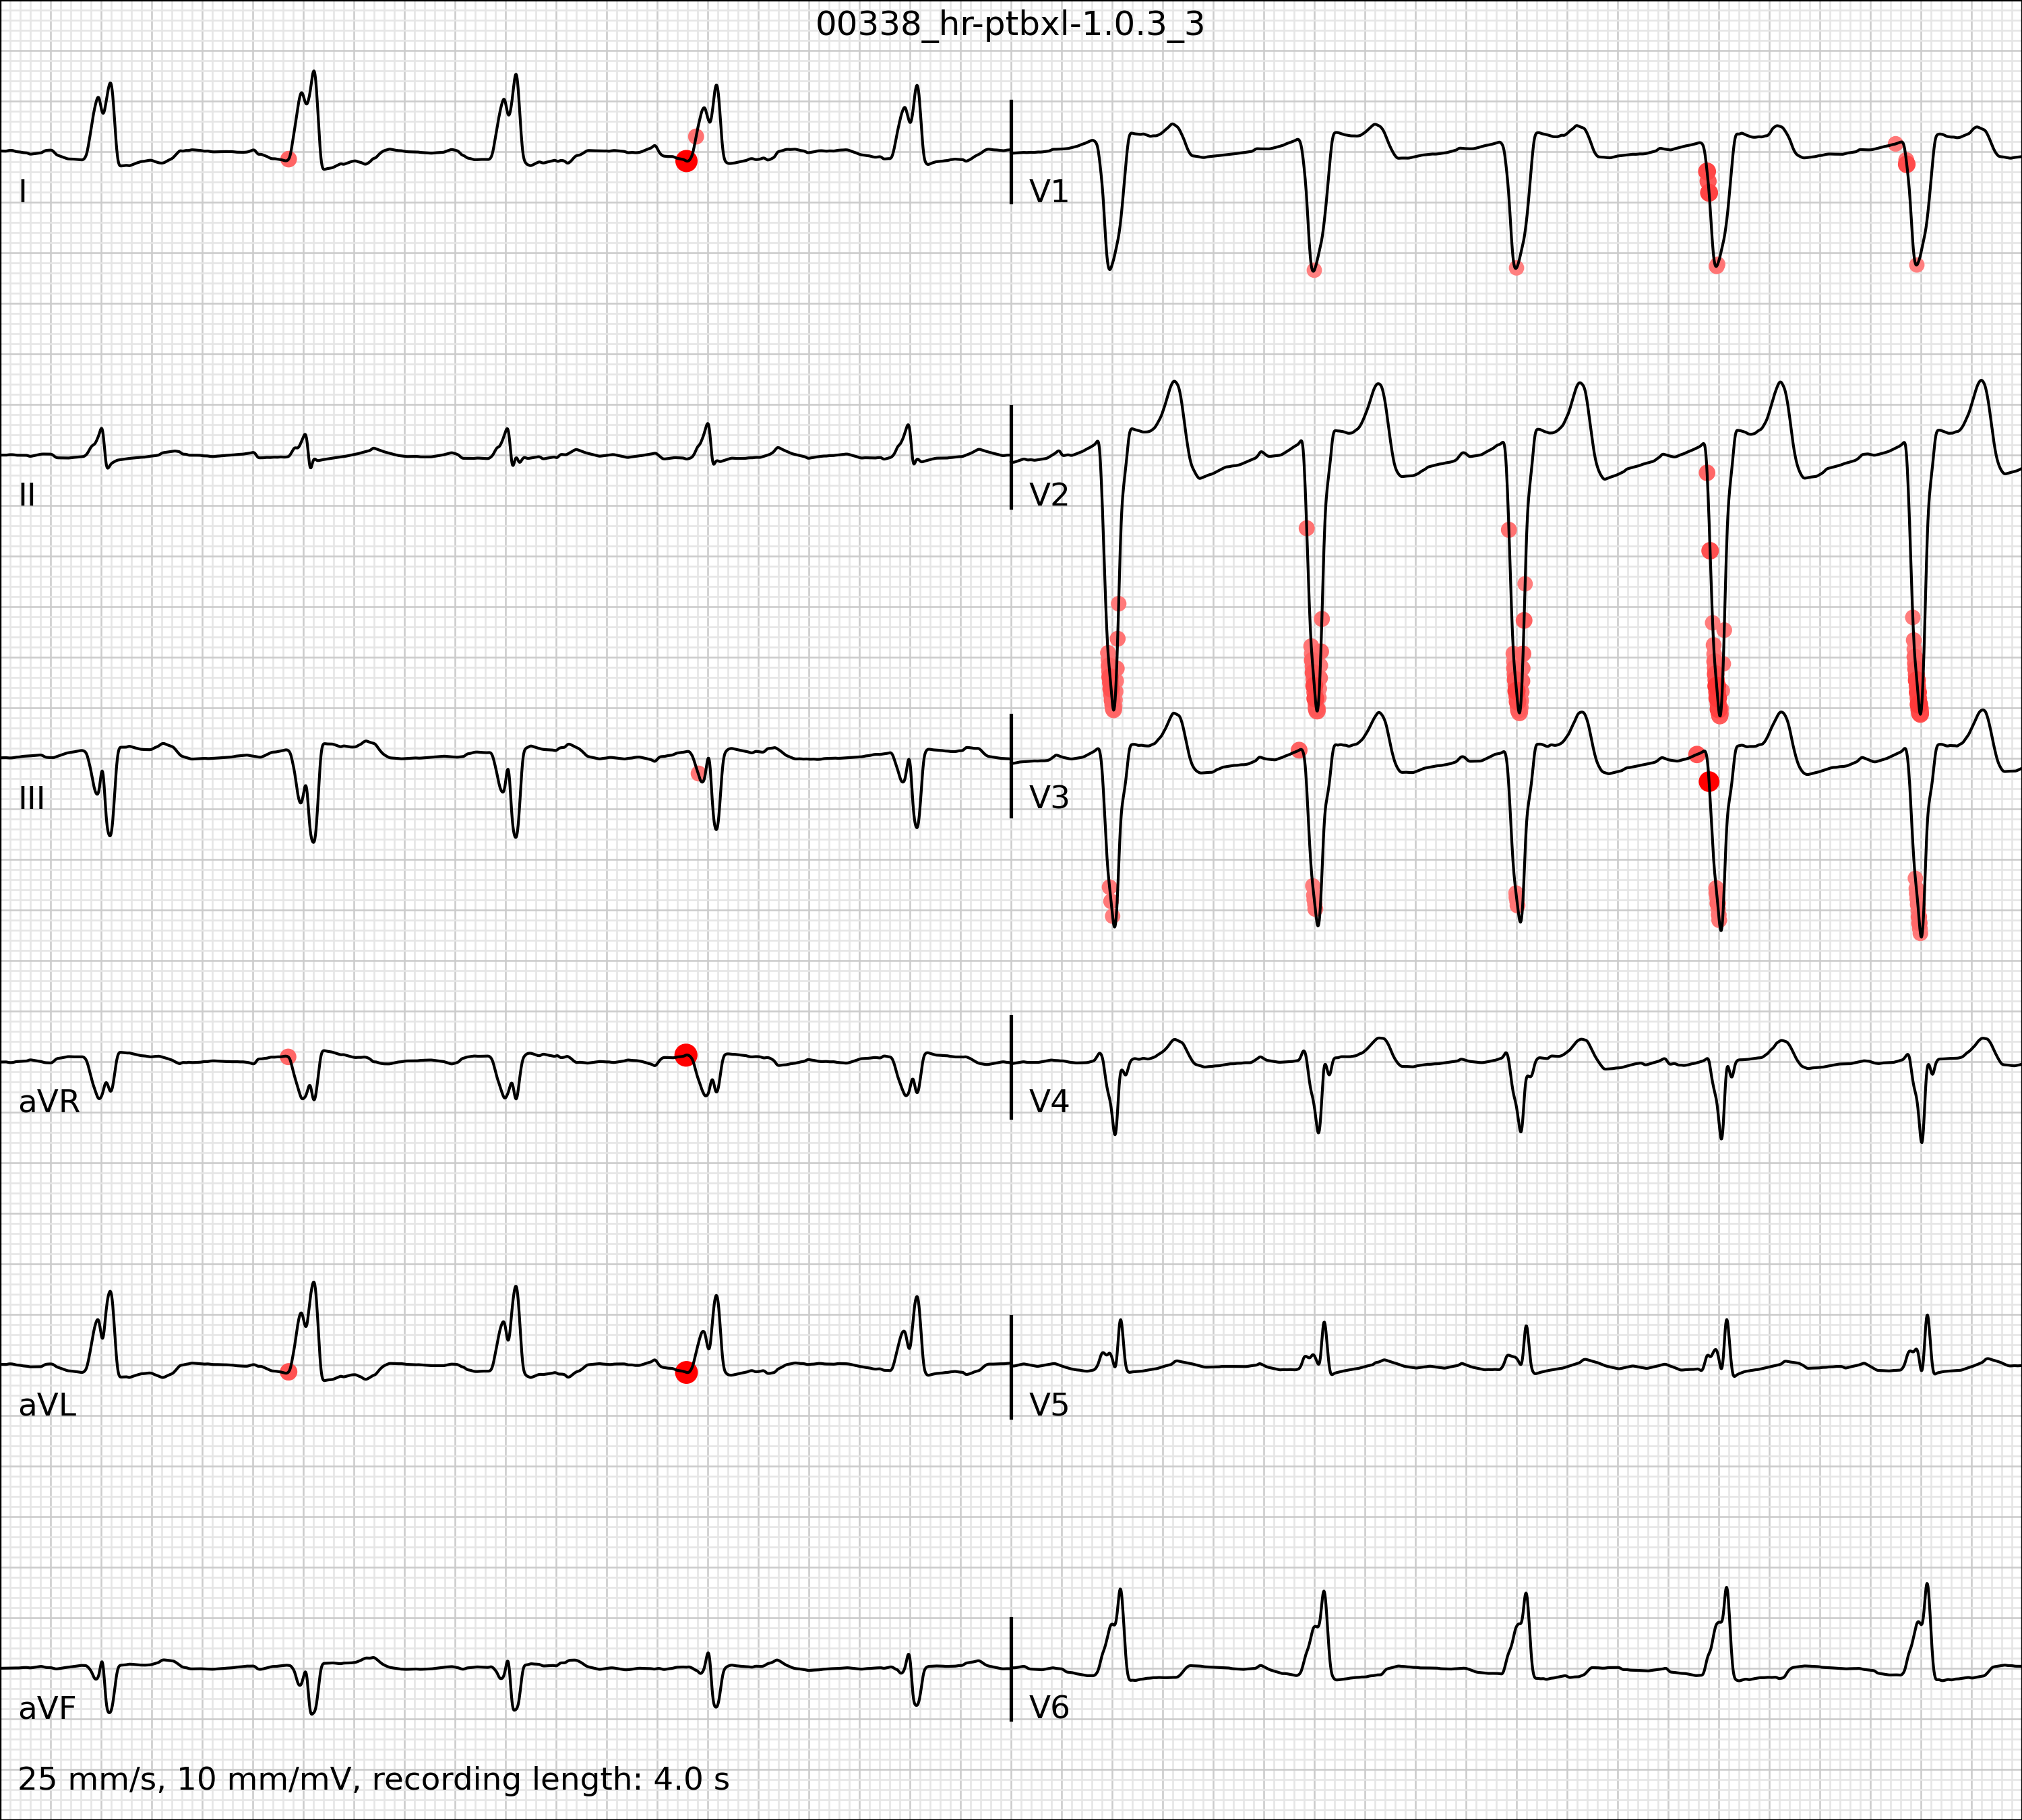 00338_hr-ptbxl-1.0.3_3
I
V1
II
V2
III
V3
aVR
V4
aVL
V5
aVF
V6
25 mm/s, 10 mm/mV, recording length: 4.0 s